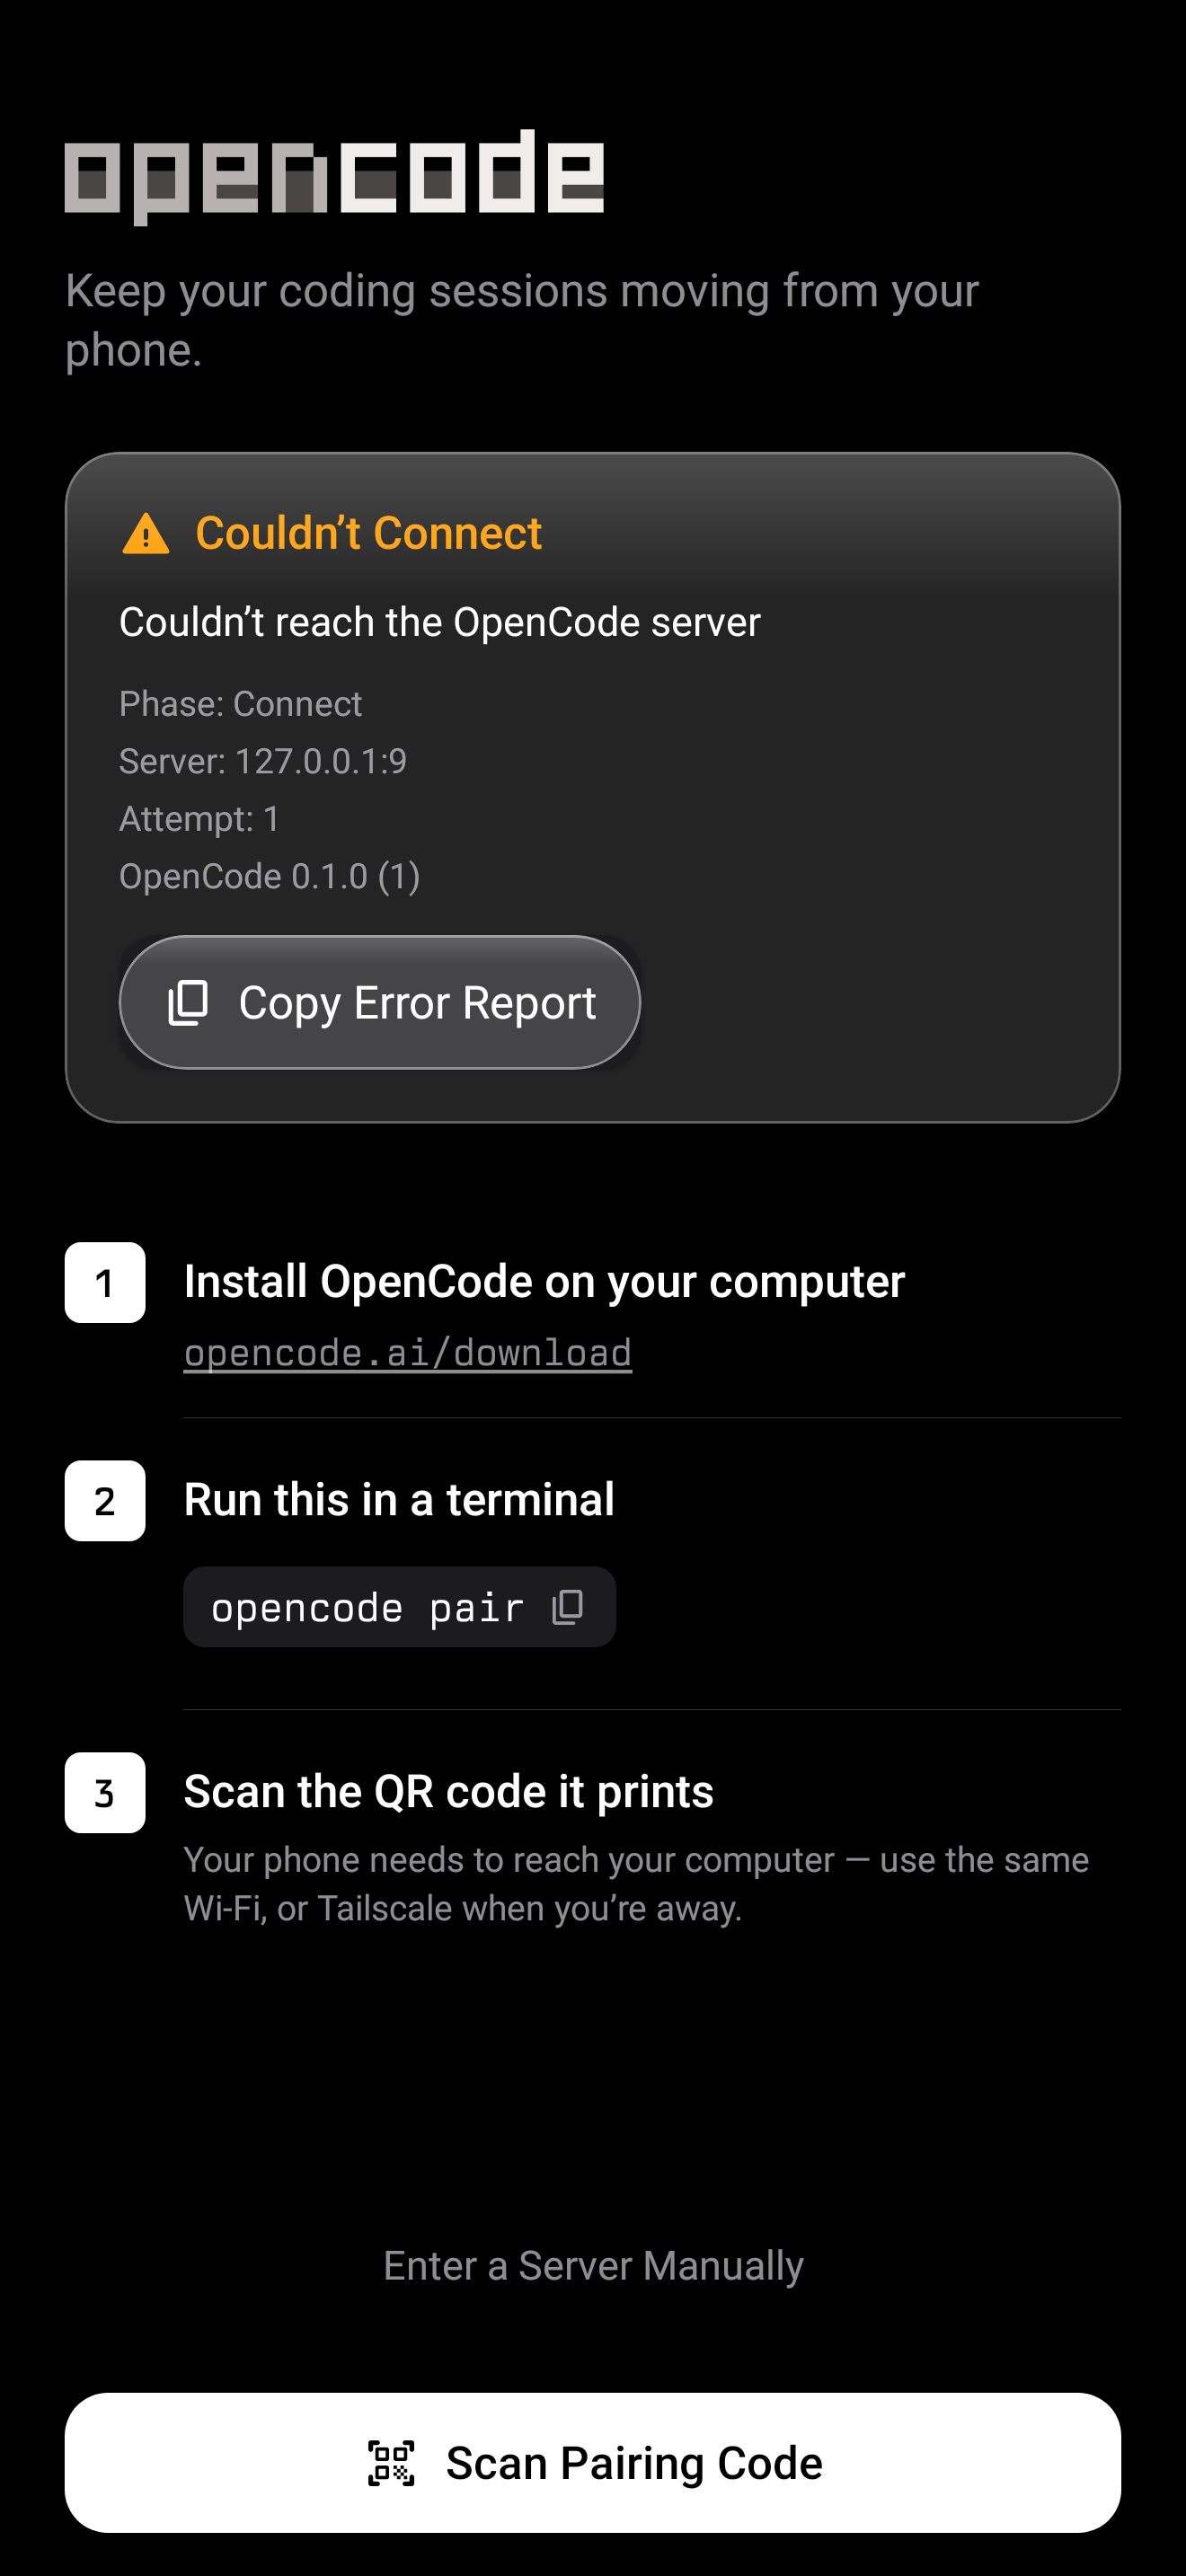 opencode
Keep your coding sessions moving from your
phone.
Couldn’t Connect
Couldn’t reach the OpenCode server
Phase: Connect
Server: 127.0.0.1:9
Attempt: 1
OpenCode 0.1.0 (1)
Copy Error Report
1
Install OpenCode on your computer
opencode.ai/download
2
Run this in a terminal
opencode pair
3
Scan the QR code it prints
Your phone needs to reach your computer — use the same
Wi-Fi, or Tailscale when you’re away.
Enter a Server Manually
Scan Pairing Code